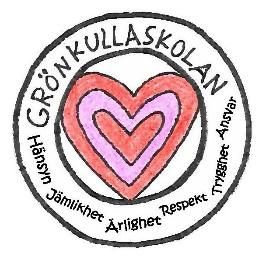 GRÖNKULLASKOLAN
Hänsyn Jämlikhet Ärlighet Respekt Trygghet Ansvar